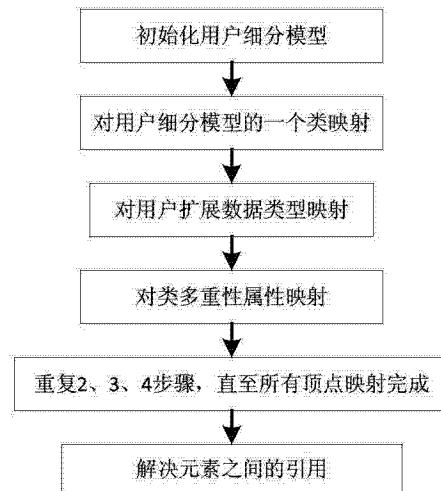 初始化用户细分模型
对用户细分模型的一个类映射
对用户扩展数据类型映射
对类多重性属性映射
重复2、3、4步骤，直至所有顶点映射完成
解决元素之间的引用